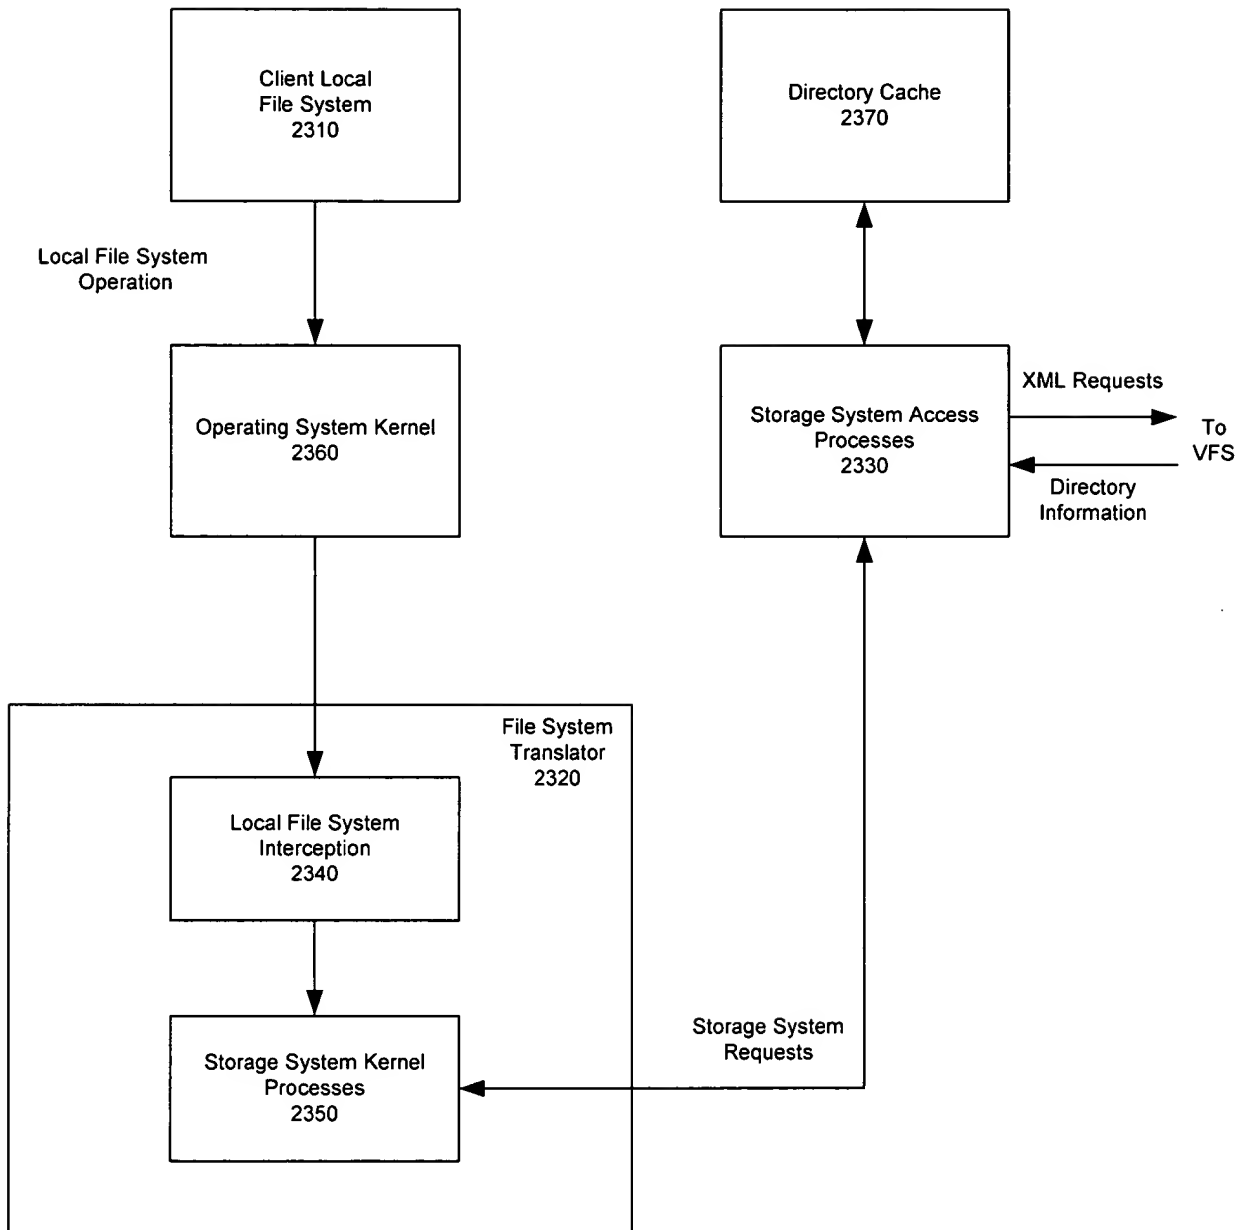 Client Local
File System
2310
Directory Cache
2370
Local File System
Operation
Operating System Kernel
2360
Storage System Access
Processes
2330
XML Requests
To
VFS
Directory
Information
File System
Translator
2320
Local File System
Interception
2340
Storage System Kernel
Processes
2350
Storage System
Requests